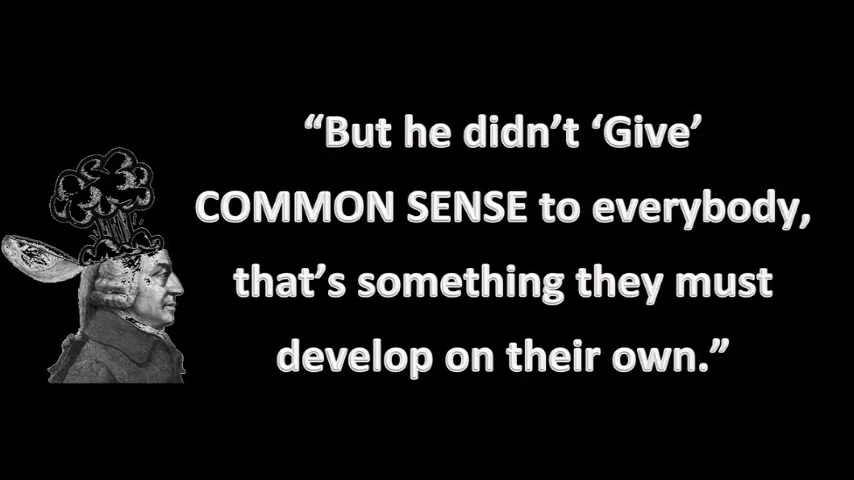 “But he didn’t ‘Give’
COMMON SENSE to everybody,
that’s something they must
develop on their own.”